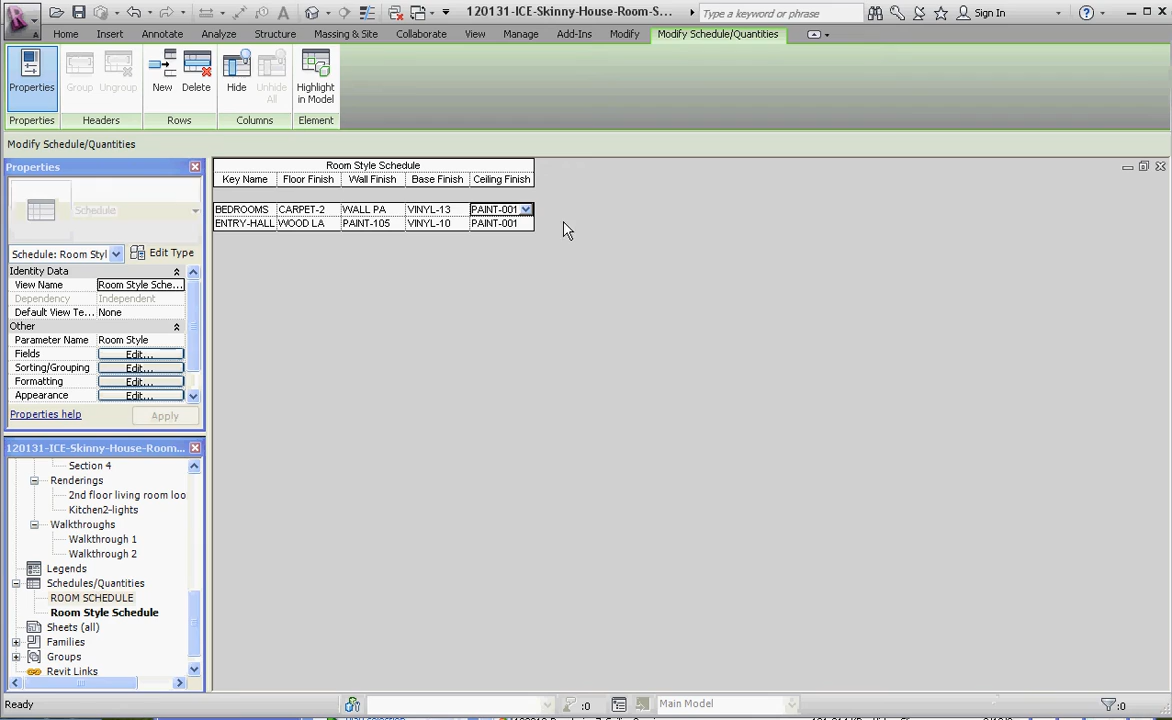 120131-ICE-Skinny-House-Room-S...
Type a keyword or phrase
Sign In
Home Insert Annotate Analyze Structure Massing & Site Collaborate View Manage Add-Ins Modify Modify Schedule/Quantities
Properties Group Ungroup New Delete Hide Unhide All Highlight in Model
Properties Headers Rows Columns Element
Modify Schedule/Quantities
Properties
Schedule
Schedule: Room Styl
Edit Type
Identity Data
View Name Room Style Sche...
Dependency Independent
Default View Te... None
Other
Parameter Name Room Style
Fields Edit...
Sorting/Grouping Edit...
Formatting Edit...
Appearance Edit...
Properties help
Apply
Room Style Schedule
Key Name Floor Finish Wall Finish Base Finish Ceiling Finish
BEDROOMS CARPET-2 WALL PA VINYL-13 PAINT-001
ENTRY-HALL WOOD LA PAINT-105 VINYL-10 PAINT-001
120131-ICE-Skinny-House-Room...
Section 4
Renderings
2nd floor living room loo
Kitchen2-lights
Walkthroughs
Walkthrough 1
Walkthrough 2
Legends
Schedules/Quantities
ROOM SCHEDULE
Room Style Schedule
Sheets (all)
Families
Groups
Revit Links
Ready
:0
Main Model
:0